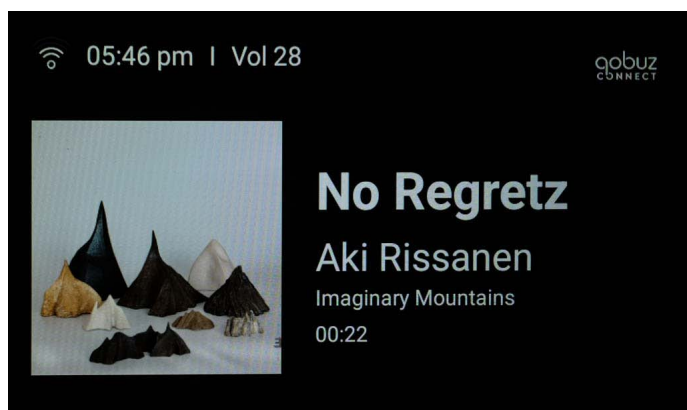 05:46 pm | Vol 28
qobuz
CONNECT
No Regretz
Aki Rissanen
Imaginary Mountains
00:22